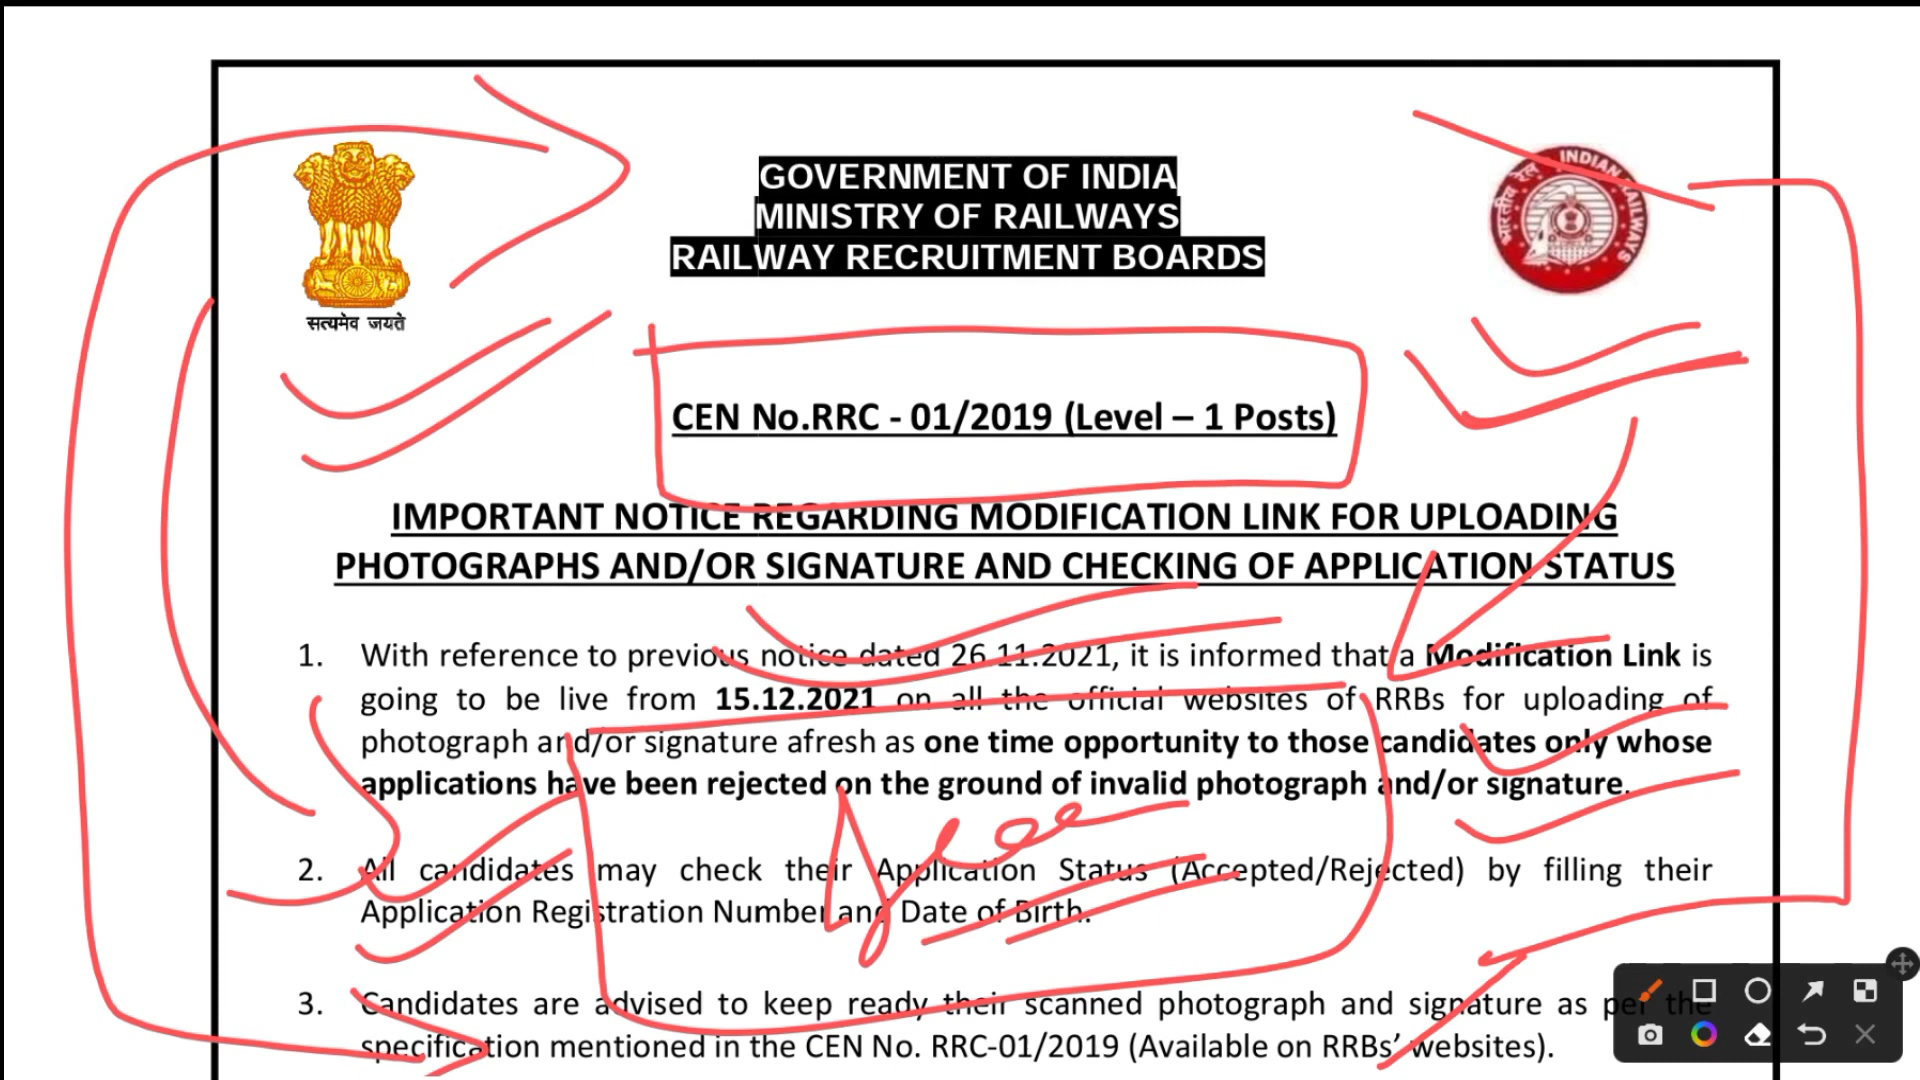 GOVERNMENT OF INDIA
MINISTRY OF RAILWAYS
RAILWAY RECRUITMENT BOARDS
INDIAN RAILWAYS
भारतीय रेल
सत्यमेव जयते
CEN No.RRC - 01/2019 (Level – 1 Posts)
IMPORTANT NOTICE REGARDING MODIFICATION LINK FOR UPLOADING
PHOTOGRAPHS AND/OR SIGNATURE AND CHECKING OF APPLICATION STATUS
1. With reference to previous notice dated 26.11.2021, it is informed that a Modification Link is
going to be live from 15.12.2021 on all the official websites of RRBs for uploading of
photograph and/or signature afresh as one time opportunity to those candidates only whose
applications have been rejected on the ground of invalid photograph and/or signature.
2. All candidates may check their Application Status (Accepted/Rejected) by filling their
Application Registration Number and Date of Birth.
3. Candidates are advised to keep ready their scanned photograph and signature as per the
specification mentioned in the CEN No. RRC-01/2019 (Available on RRBs’ websites).